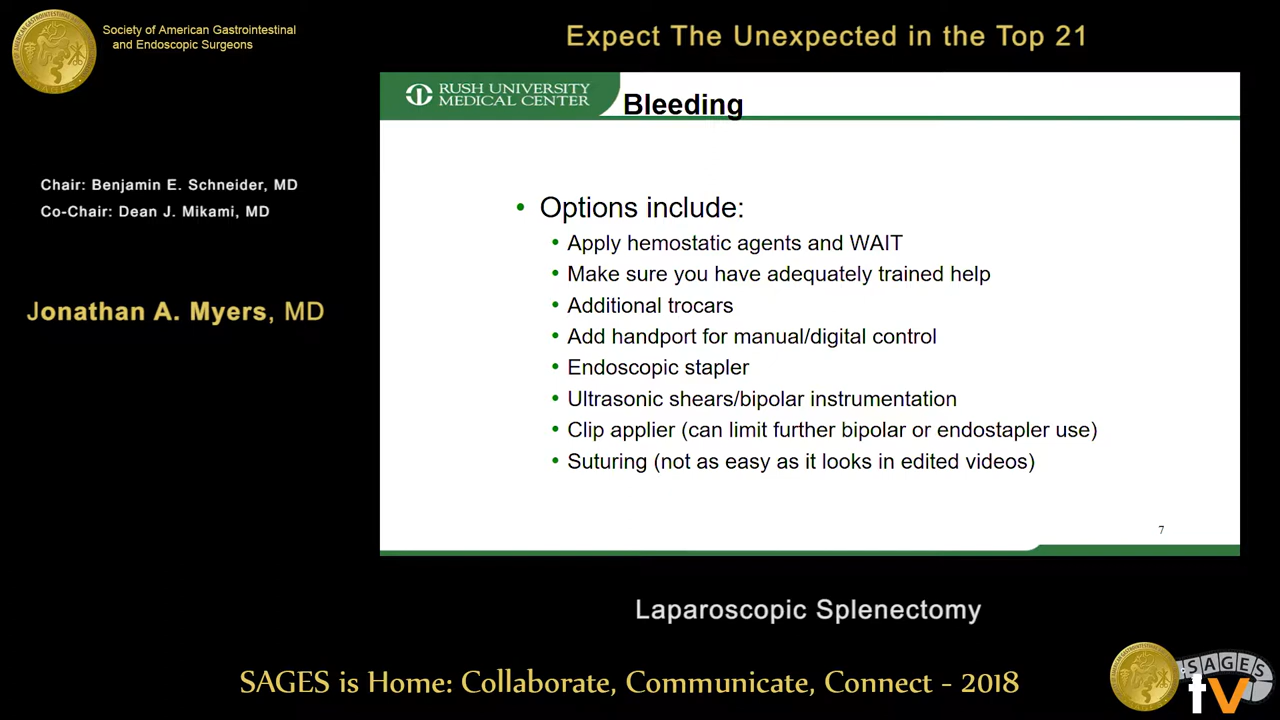 Society of American Gastrointestinal
and Endoscopic Surgeons
Expect The Unexpected in the Top 21
RUSH UNIVERSITY
MEDICAL CENTER
Bleeding
Chair: Benjamin E. Schneider, MD
Co-Chair: Dean J. Mikami, MD
Jonathan A. Myers, MD
• Options include:
• Apply hemostatic agents and WAIT
• Make sure you have adequately trained help
• Additional trocars
• Add handport for manual/digital control
• Endoscopic stapler
• Ultrasonic shears/bipolar instrumentation
• Clip applier (can limit further bipolar or endostapler use)
• Suturing (not as easy as it looks in edited videos)
7
Laparoscopic Splenectomy
SAGES is Home: Collaborate, Communicate, Connect - 2018
SAGES
tv